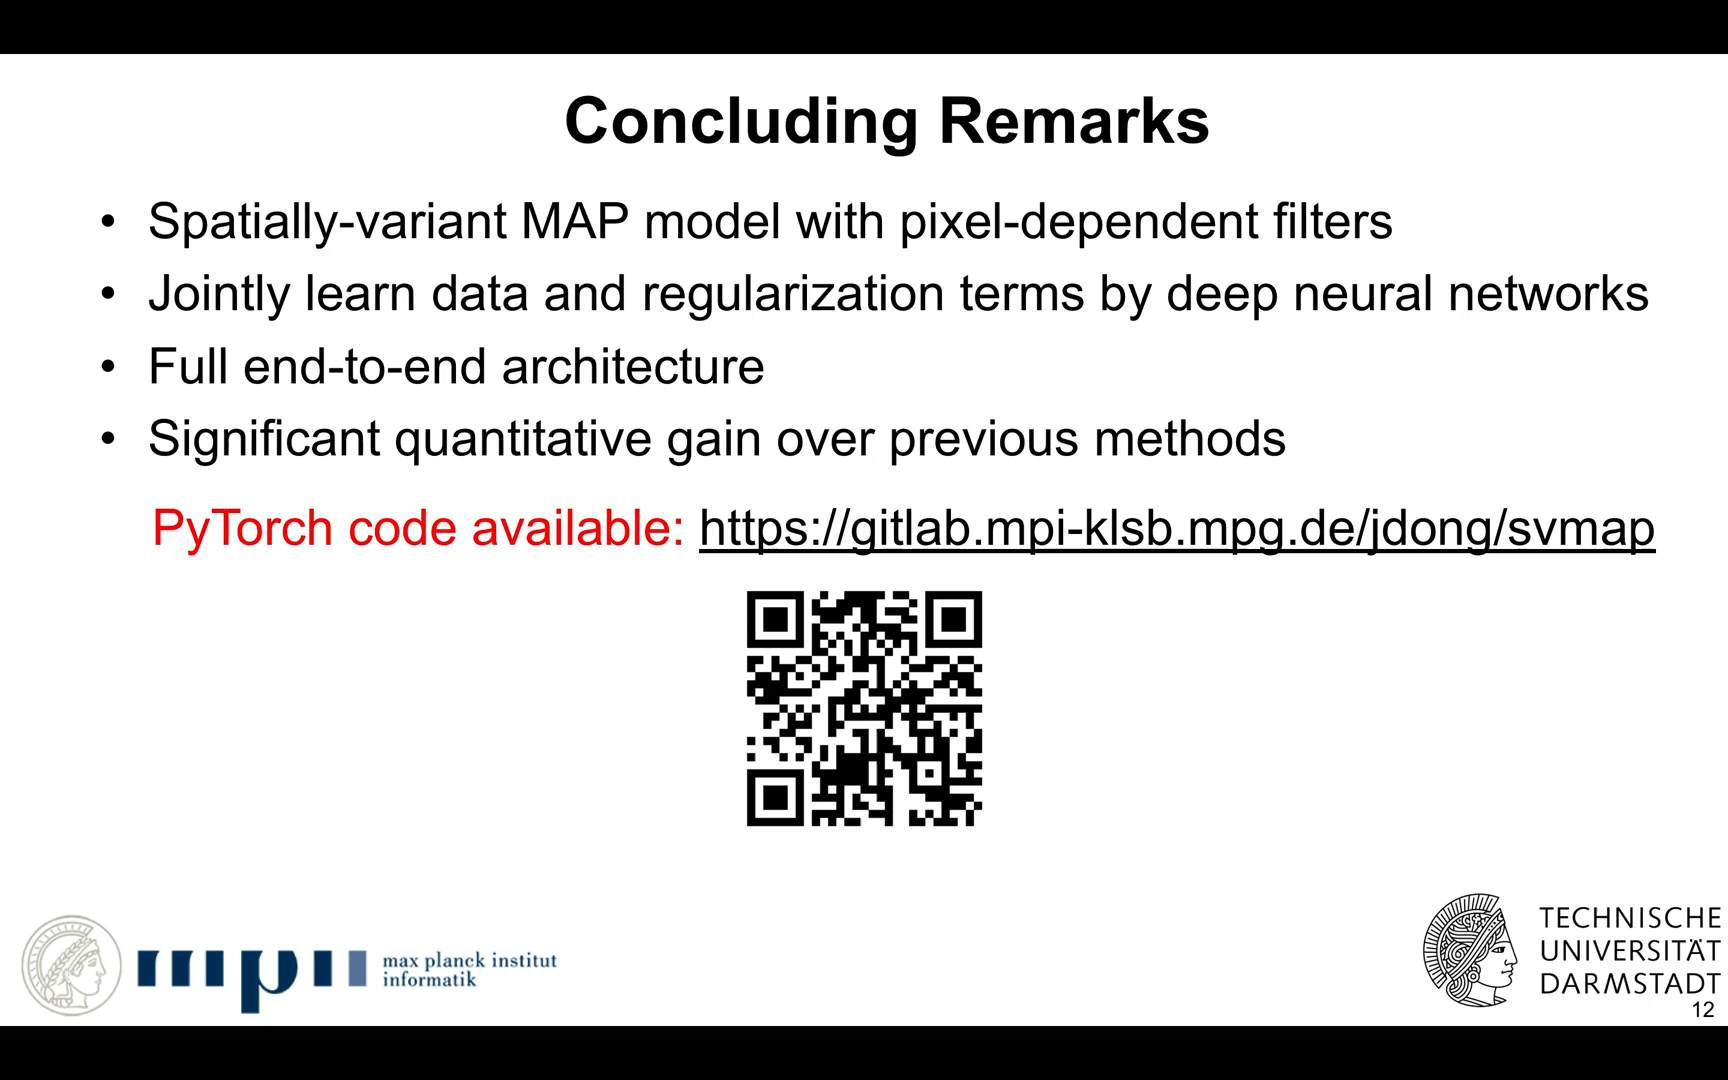 Concluding Remarks
• Spatially-variant MAP model with pixel-dependent filters
• Jointly learn data and regularization terms by deep neural networks
• Full end-to-end architecture
• Significant quantitative gain over previous methods
PyTorch code available: https://gitlab.mpi-klsb.mpg.de/jdong/svmap
mpii
max planck institut
informatik
TECHNISCHE
UNIVERSITÄT
DARMSTADT
12